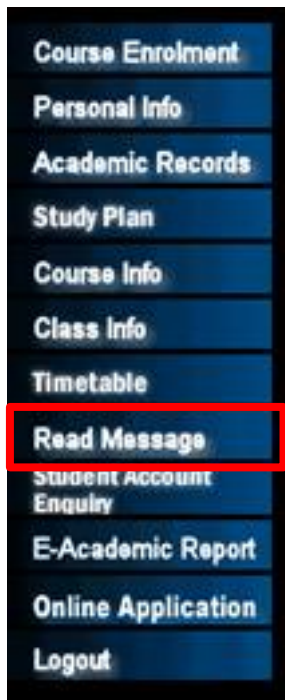 Course Enrolment
Personal Info
Academic Records
Study Plan
Course Info
Class Info
Timetable
Read Message
Student Account
Enquiry
E-Academic Report
Online Application
Logout